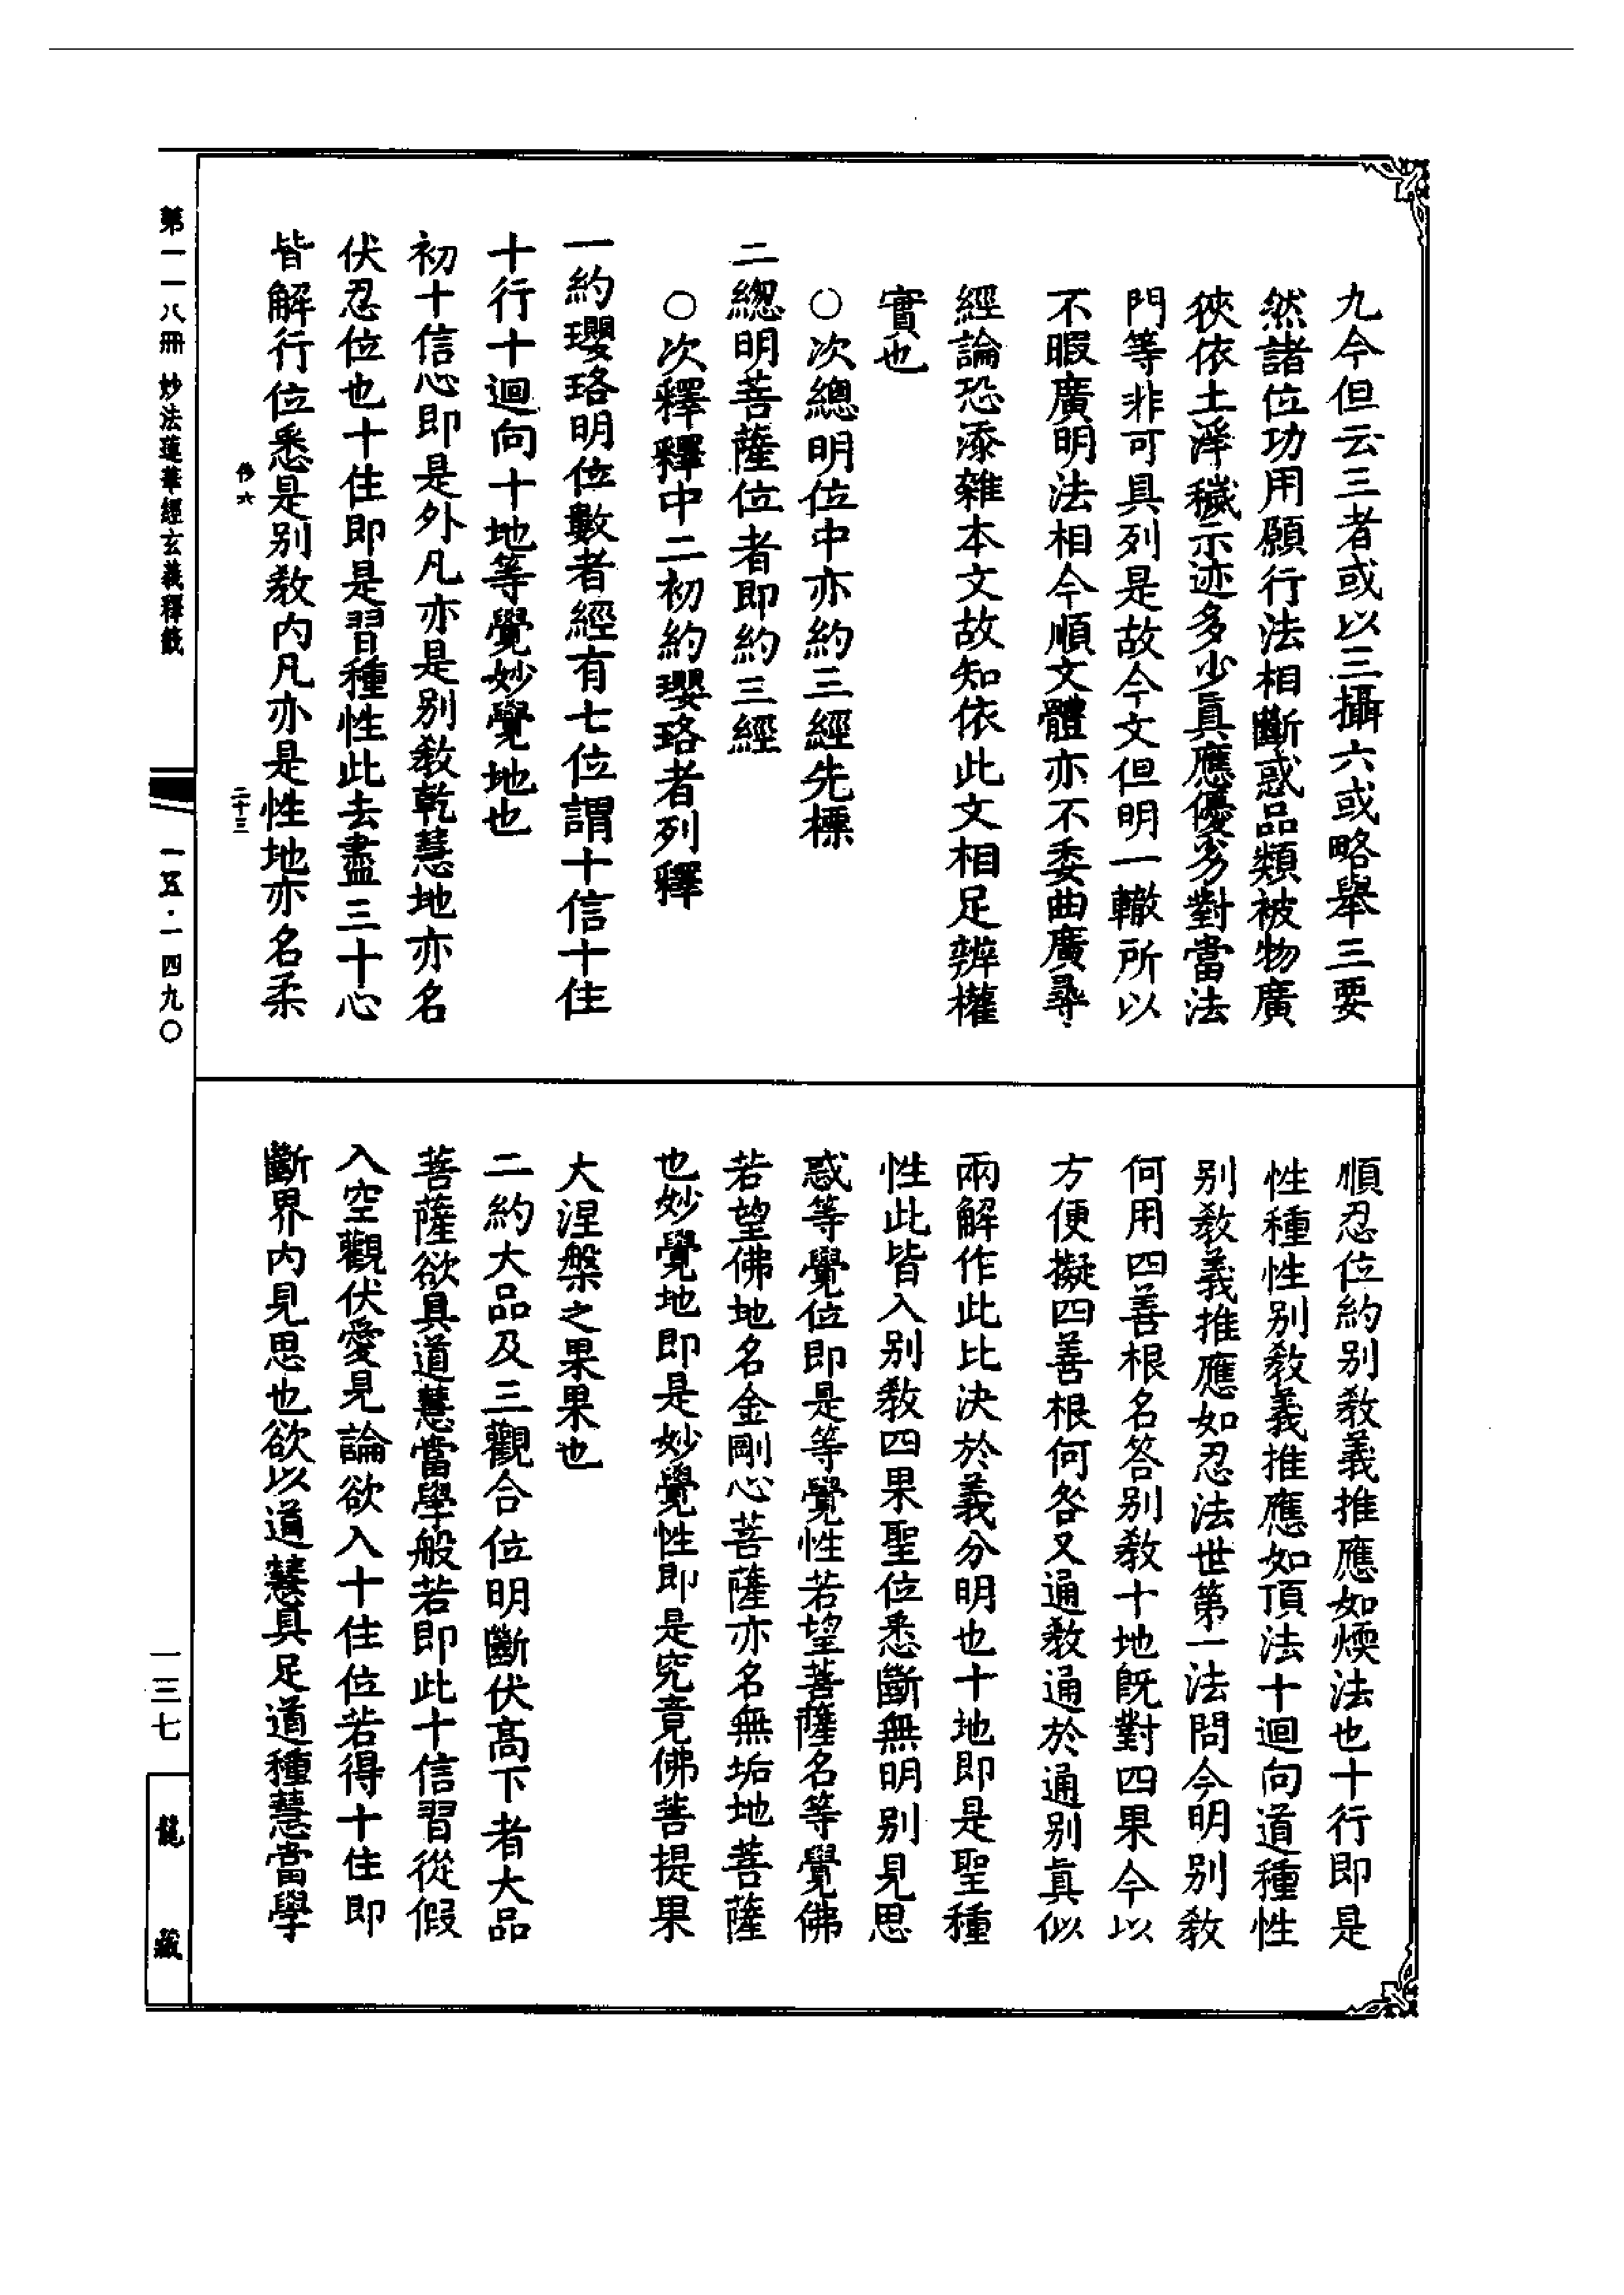 九今但云三者或以三攝六或略舉三要
然諸位功用願行法相斷惑品類被物廣
狹依土淨穢示迹多少真應優劣對當法
門等非可具列是故今文但明一轍所以
不暇廣明法相今順文體亦不委曲廣尋
經論恐添雜本文故知依此文相足辨權
實也
○次總明位中亦約三經先標
二總明菩薩位者即約三經
○次釋釋中二初約瓔珞者列釋
一約瓔珞明位數者經有七位謂十信十住
十行十迴向十地等覺妙覺地也
初十信心即是外凡亦是別教乾慧地亦名
伏忍位也十住即是習種性此去盡三十心
皆解行位悉是別教內凡亦是性地亦名柔
順忍位約別教義推應如煖法也十行即是
性種性別教義推應如頂法十迴向道種性
別教義推應如忍法世第一法問今明別教
何用四善根名答別教十地既對四果今以
方便擬四善根何咎又通教通於通別真似
兩解作此比決於義分明也十地即是聖種
性此皆入別教四果聖位悉斷無明別見思
惑等覺位即是等覺性若望菩薩名等覺佛
若望佛地名金剛心菩薩亦名無垢地菩薩
也妙覺地即是妙覺性即是究竟佛菩提果
大涅槃之果果也
二約大品及三觀合位明斷伏高下者大品
菩薩欲具道慧當學般若即此十信習從假
入空觀伏愛見論欲入十住位若得十住即
斷界內見思也欲以道慧具足道種慧當學
第一一八冊 妙法蓮華經玄義釋籤
一五·一四九〇
二十三
一三七
龍藏